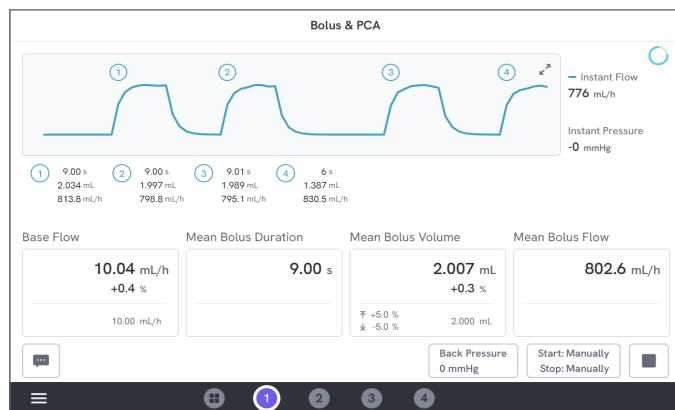 Bolus & PCA
1 2 3 4
Instant Flow
776 mL/h
Instant Pressure
-0 mmHg
1 9.00 s 2 9.00 s 3 9.01 s 4 6 s
2.034 mL 1.997 mL 1.989 mL 1.387 mL
813.8 mL/h 798.8 mL/h 795.1 mL/h 830.5 mL/h
Base Flow Mean Bolus Duration Mean Bolus Volume Mean Bolus Flow
10.04 mL/h 9.00 s 2.007 mL 802.6 mL/h
+0.4 % +0.3 %
10.00 mL/h +5.0 % -5.0 % 2.000 mL
Back Pressure
0 mmHg
Start: Manually
Stop: Manually
1 2 3 4